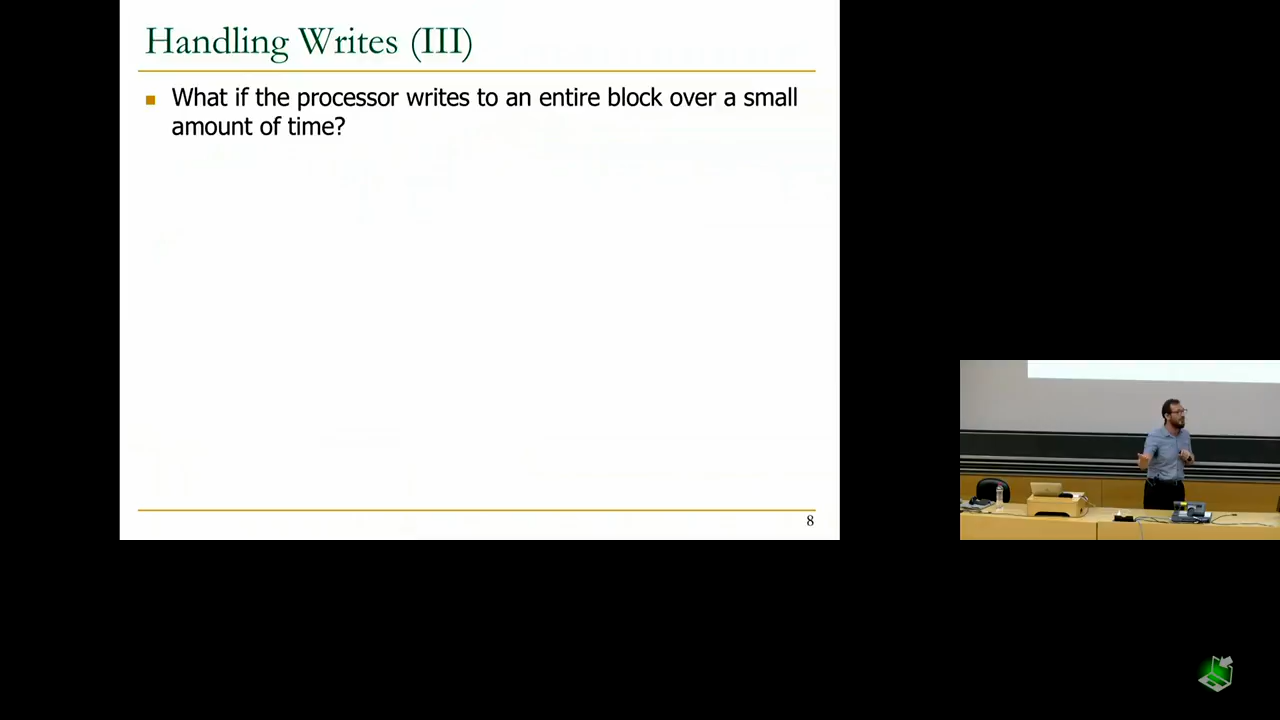 Handling Writes (III)
What if the processor writes to an entire block over a small
amount of time?
8